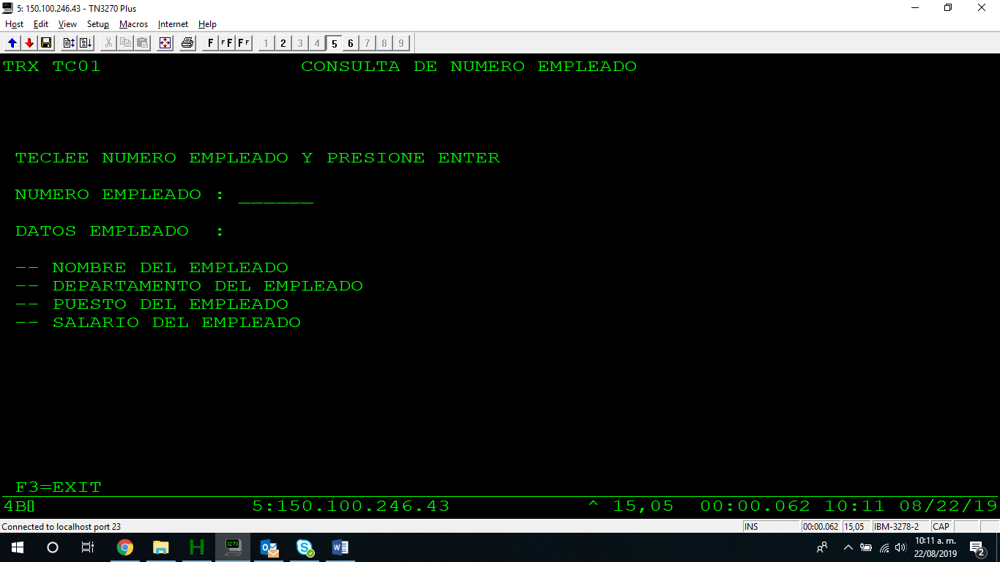 5: 150.100.246.43 - TN3270 Plus
Host Edit View Setup Macros Internet Help
F FF FF 1 2 3 4 5 6 7 8 9
TRX TC01 CONSULTA DE NUMERO EMPLEADO
TECLEE NUMERO EMPLEADO Y PRESIONE ENTER
NUMERO EMPLEADO : ______
DATOS EMPLEADO :
-- NOMBRE DEL EMPLEADO
-- DEPARTAMENTO DEL EMPLEADO
-- PUESTO DEL EMPLEADO
-- SALARIO DEL EMPLEADO
F3=EXIT
4B▯ 5:150.100.246.43 ^ 15,05 00:00.062 10:11 08/22/19
Connected to localhost port 23 INS 00:00.062 15,05 IBM-3278-2 CAP
3270
10:11 a. m.
22/08/2019
2